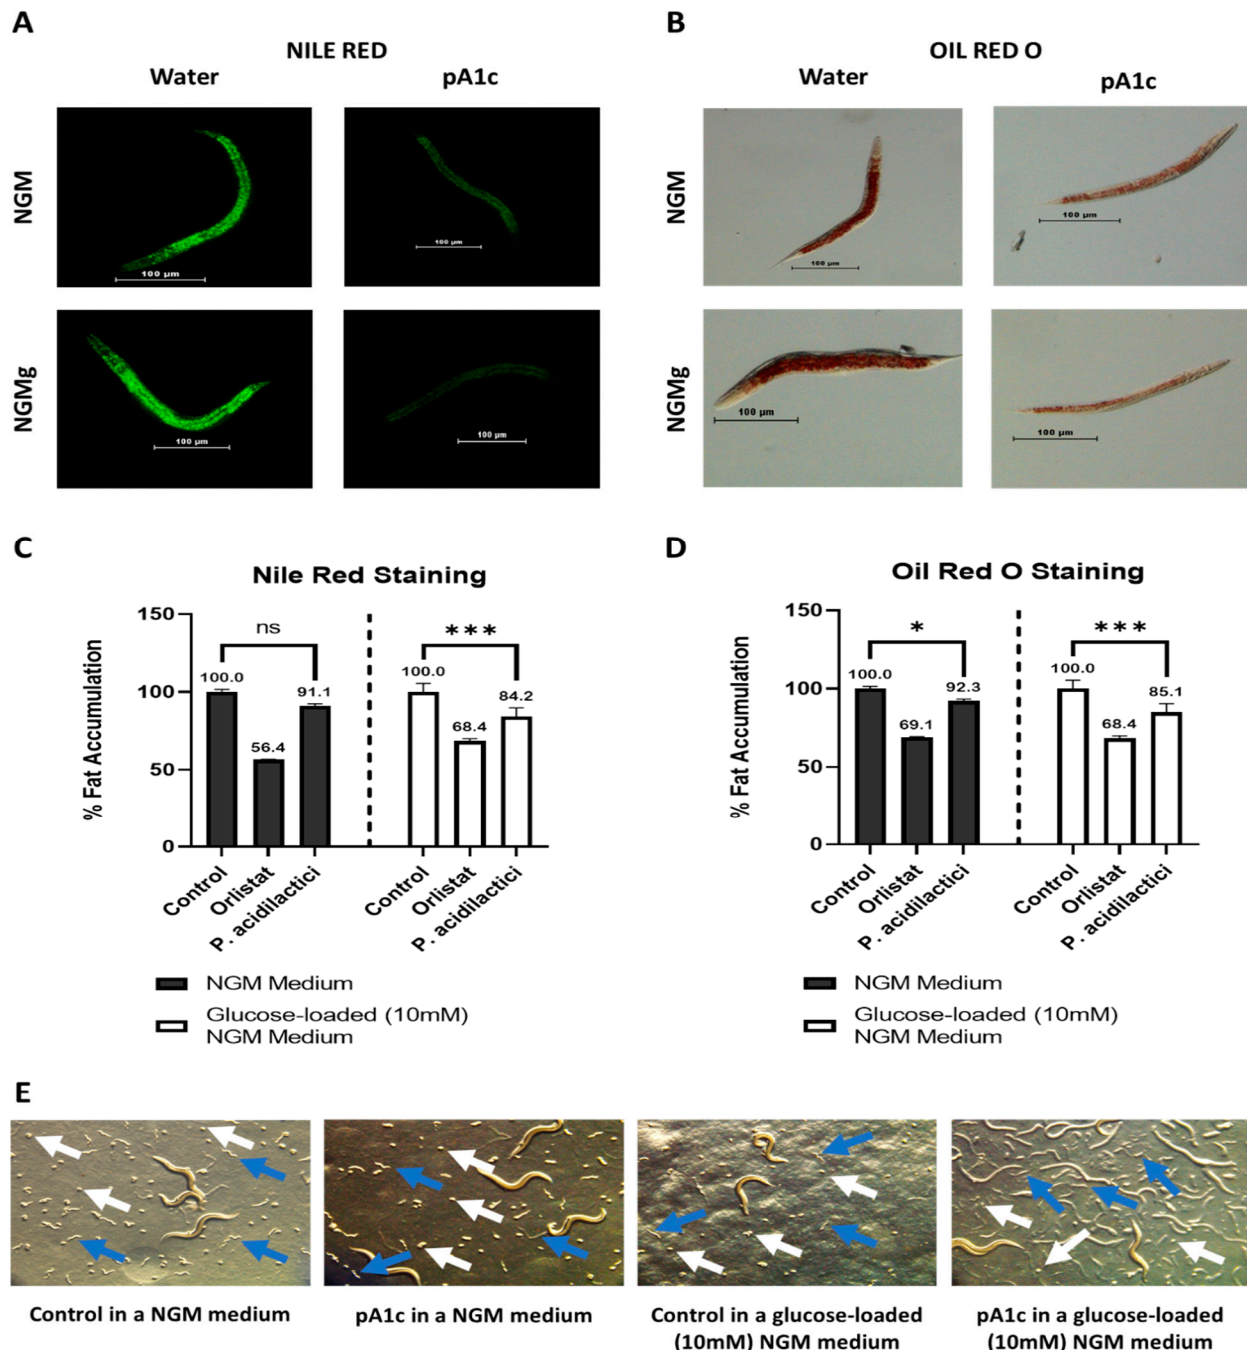 A
NILE RED
Water pA1c
NGM
100 µm
100 µm
NGMg
100 µm
100 µm
B
OIL RED O
Water pA1c
NGM
100 µm
100 µm
NGMg
100 µm
100 µm
C
Nile Red Staining
% Fat Accumulation
150
100
50
0
ns
***
100.0
56.4
91.1
100.0
68.4
84.2
Control
Orlistat
P. acidilactici
Control
Orlistat
P. acidilactici
NGM Medium
Glucose-loaded (10mM)
NGM Medium
D
Oil Red O Staining
% Fat Accumulation
150
100
50
0
*
***
100.0
69.1
92.3
100.0
68.4
85.1
Control
Orlistat
P. acidilactici
Control
Orlistat
P. acidilactici
NGM Medium
Glucose-loaded (10mM)
NGM Medium
E
Control in a NGM medium
pA1c in a NGM medium
Control in a glucose-loaded
(10mM) NGM medium
pA1c in a glucose-loaded
(10mM) NGM medium